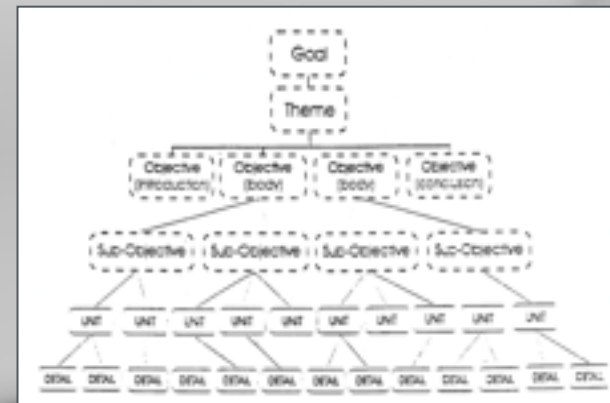 Goal
Theme
Objective
(introduction)
Objective
(body)
Objective
(body)
Objective
(conclusion)
Sub-Objective
Sub-Objective
Sub-Objective
Sub-Objective
UNIT
UNIT
UNIT
UNIT
UNIT
UNIT
UNIT
UNIT
UNIT
UNIT
DETAIL
DETAIL
DETAIL
DETAIL
DETAIL
DETAIL
DETAIL
DETAIL
DETAIL
DETAIL
DETAIL
DETAIL
DETAIL